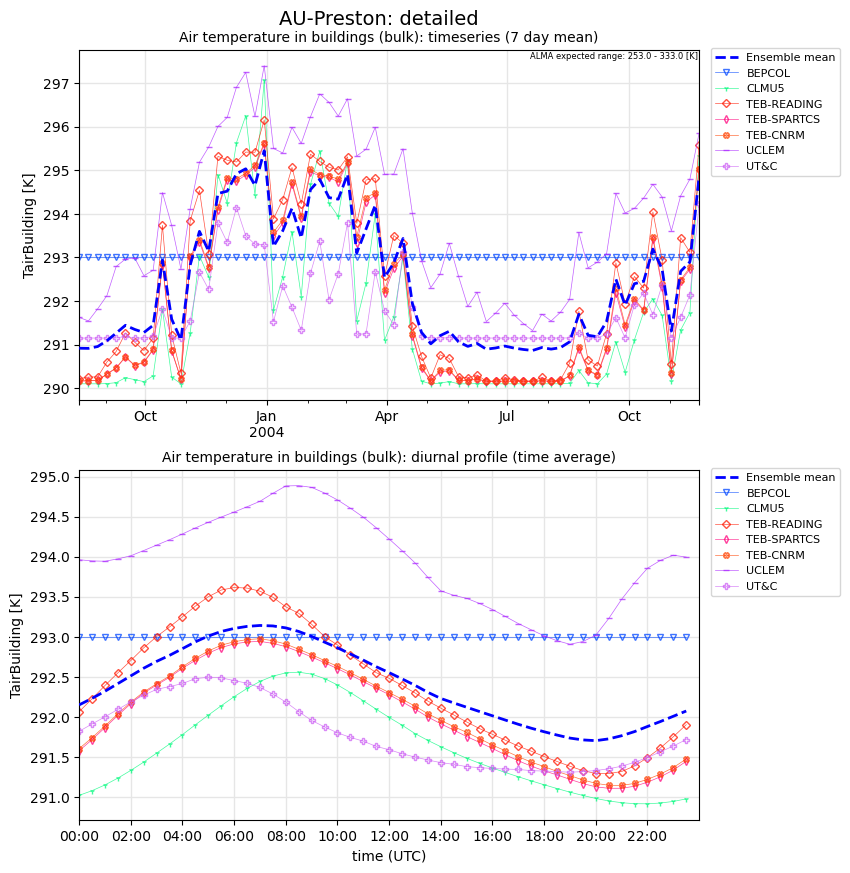 AU-Preston: detailed
Air temperature in buildings (bulk): timeseries (7 day mean)
ALMA expected range: 253.0 - 333.0 [K]
297
296
295
294
293
292
291
290
TairBuilding [K]
Oct
Jan
2004
Apr
Jul
Oct
Ensemble mean
BEPCOL
CLMU5
TEB-READING
TEB-SPARTCS
TEB-CNRM
UCLEM
UT&C
Air temperature in buildings (bulk): diurnal profile (time average)
295.0
294.5
294.0
293.5
293.0
292.5
292.0
291.5
291.0
TairBuilding [K]
00:00
02:00
04:00
06:00
08:00
10:00
12:00
14:00
16:00
18:00
20:00
22:00
time (UTC)
Ensemble mean
BEPCOL
CLMU5
TEB-READING
TEB-SPARTCS
TEB-CNRM
UCLEM
UT&C